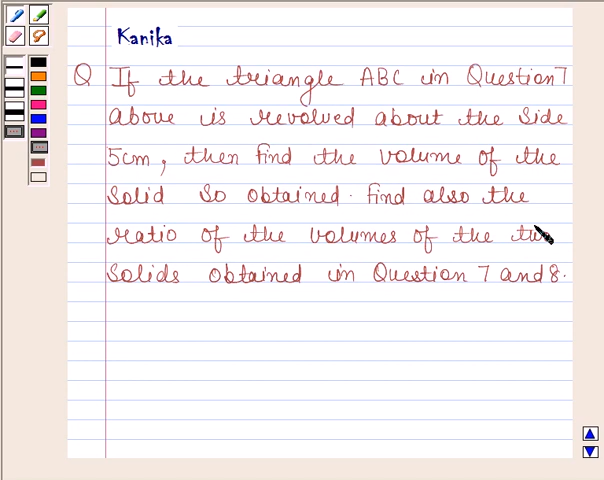 Kanika
Q If the triangle ABC in Question 7
above is revolved about the side
5cm, then find the volume of the
solid so obtained. Find also the
ratio of the volumes of the two
solids obtained in Question 7 and 8.